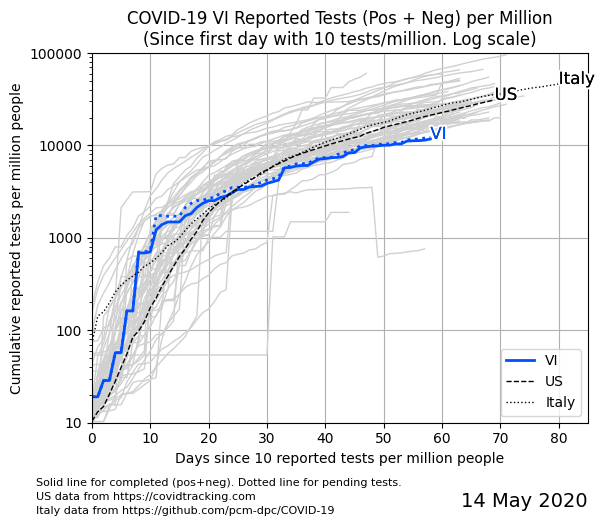 COVID-19 VI Reported Tests (Pos + Neg) per Million
(Since first day with 10 tests/million. Log scale)
Cumulative reported tests per million people
100000
10000
1000
100
10
Italy
US
VI
VI
US
Italy
0 10 20 30 40 50 60 70 80
Days since 10 reported tests per million people
Solid line for completed (pos+neg). Dotted line for pending tests.
US data from https://covidtracking.com
Italy data from https://github.com/pcm-dpc/COVID-19
14 May 2020